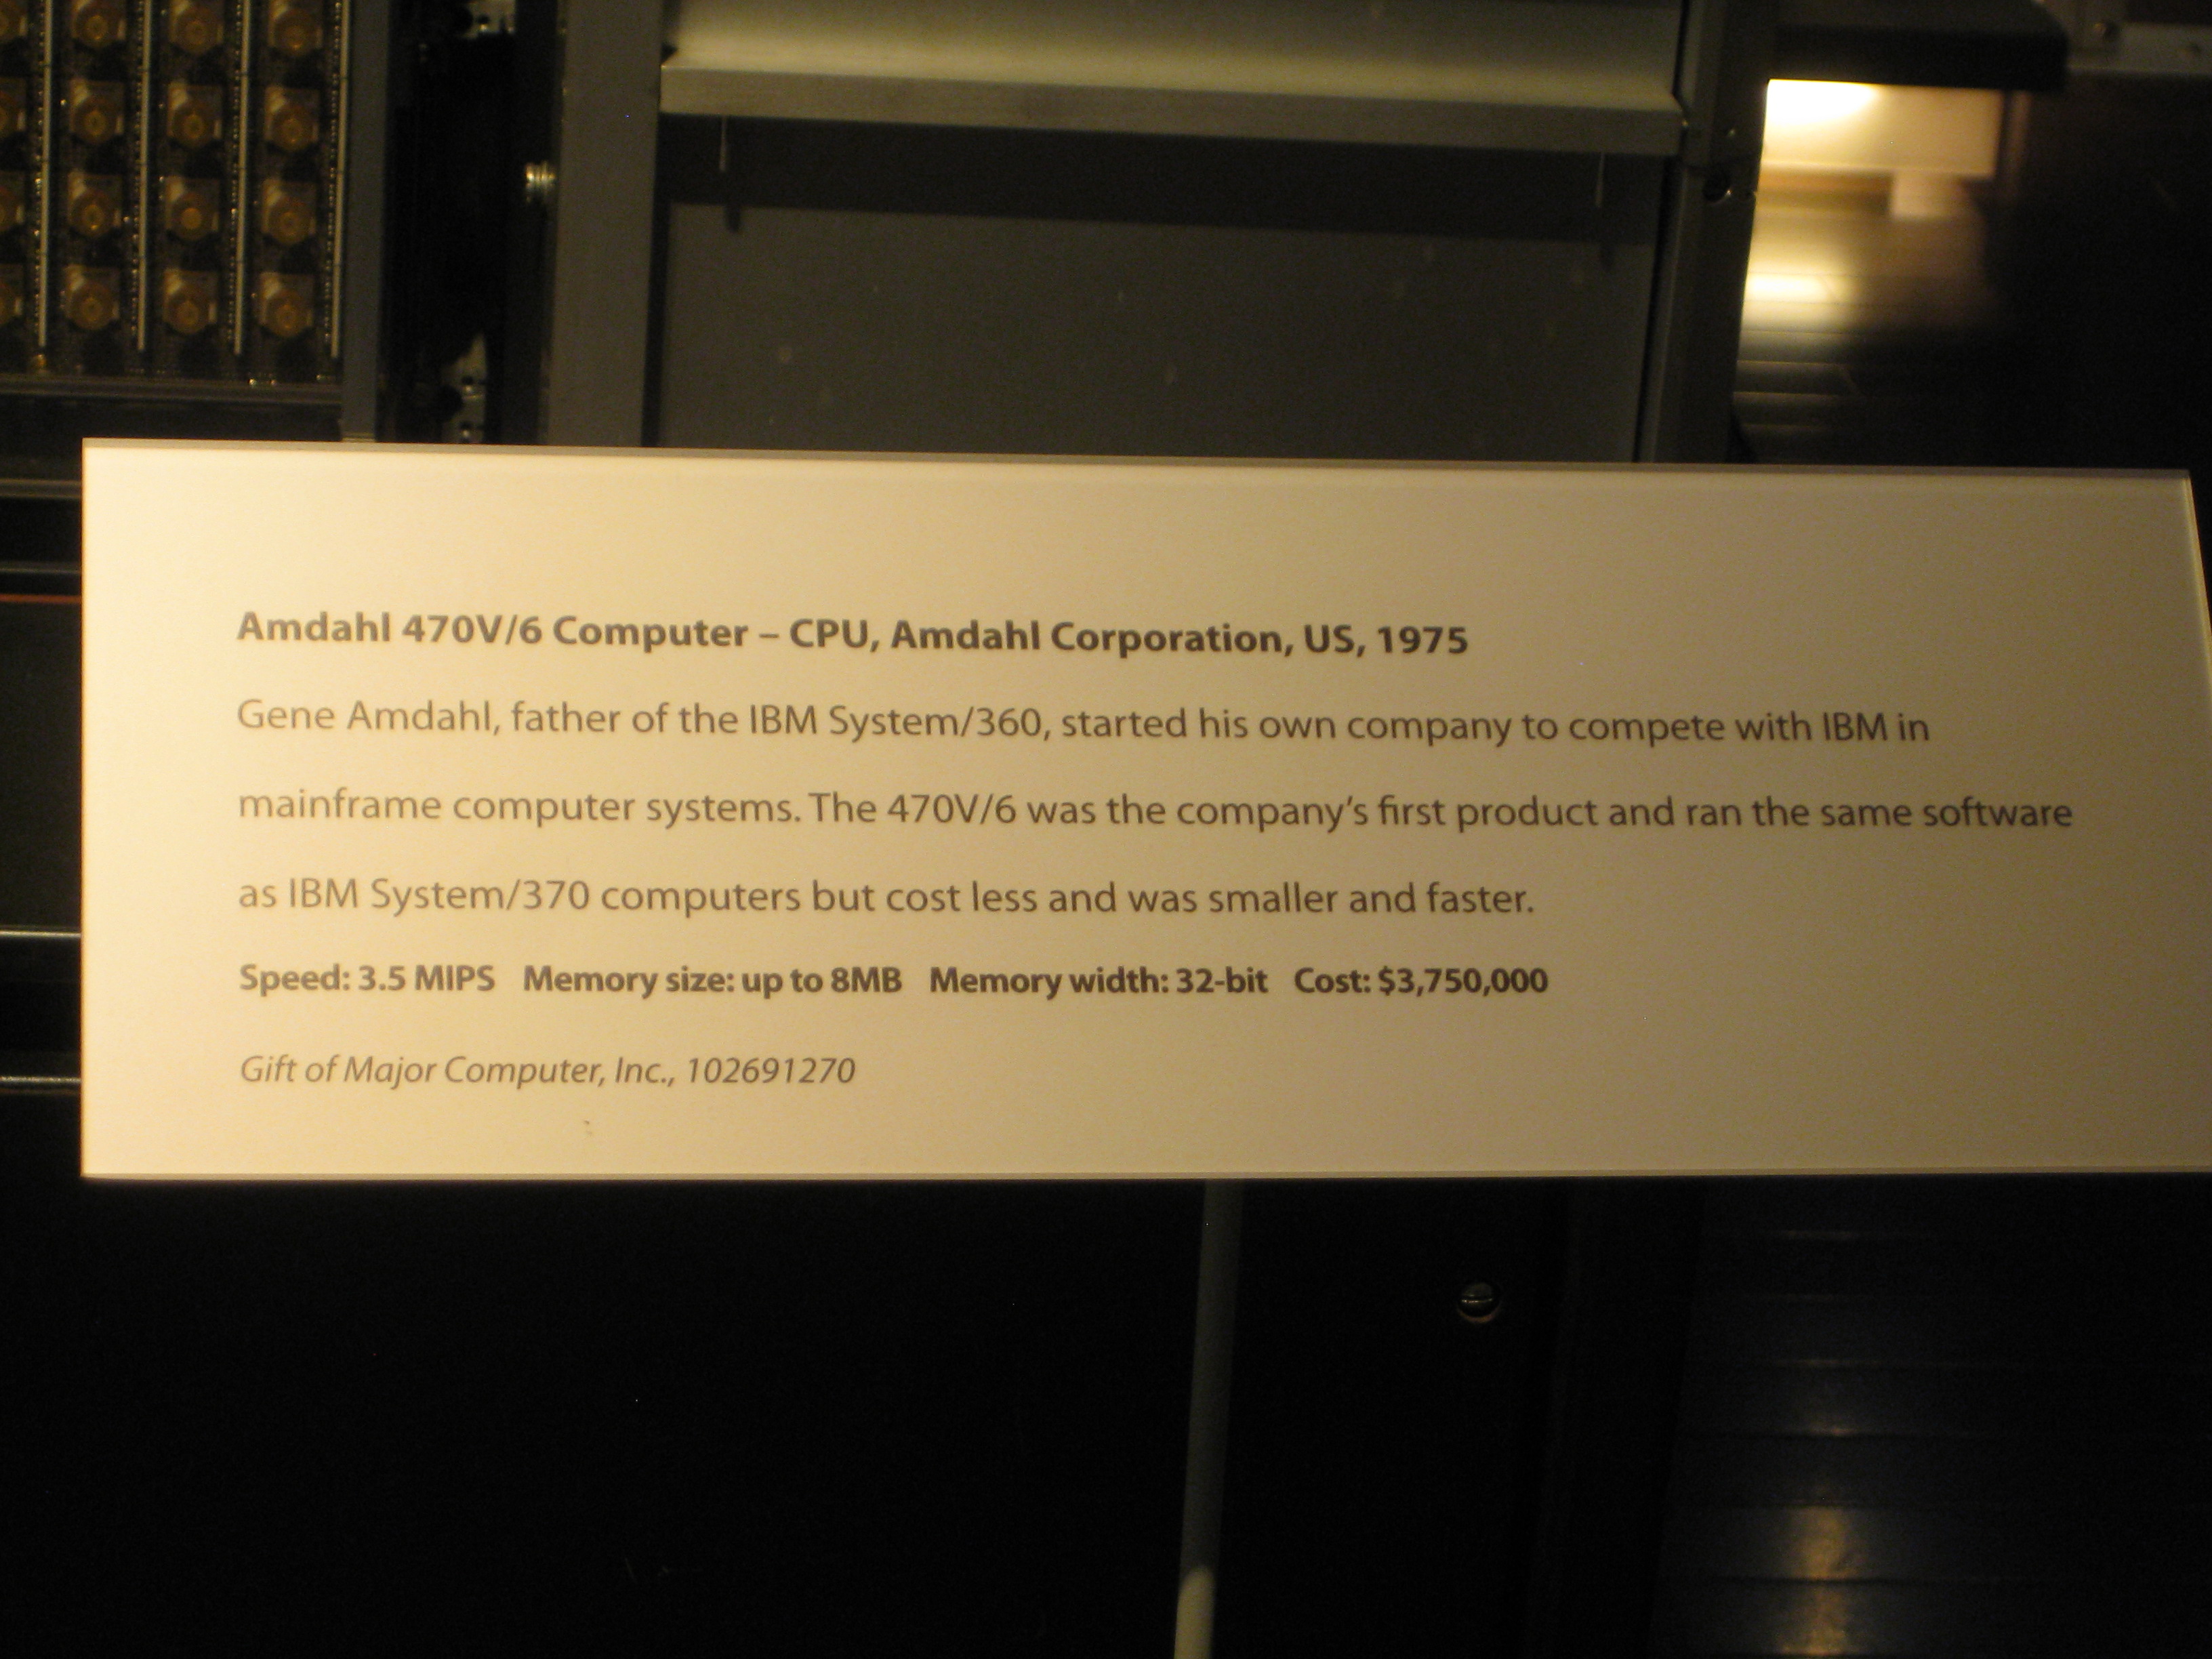 Amdahl 470V/6 Computer – CPU, Amdahl Corporation, US, 1975
Gene Amdahl, father of the IBM System/360, started his own company to compete with IBM in
mainframe computer systems. The 470V/6 was the company’s first product and ran the same software
as IBM System/370 computers but cost less and was smaller and faster.
Speed: 3.5 MIPS   Memory size: up to 8MB   Memory width: 32-bit   Cost: $3,750,000
Gift of Major Computer, Inc., 102691270